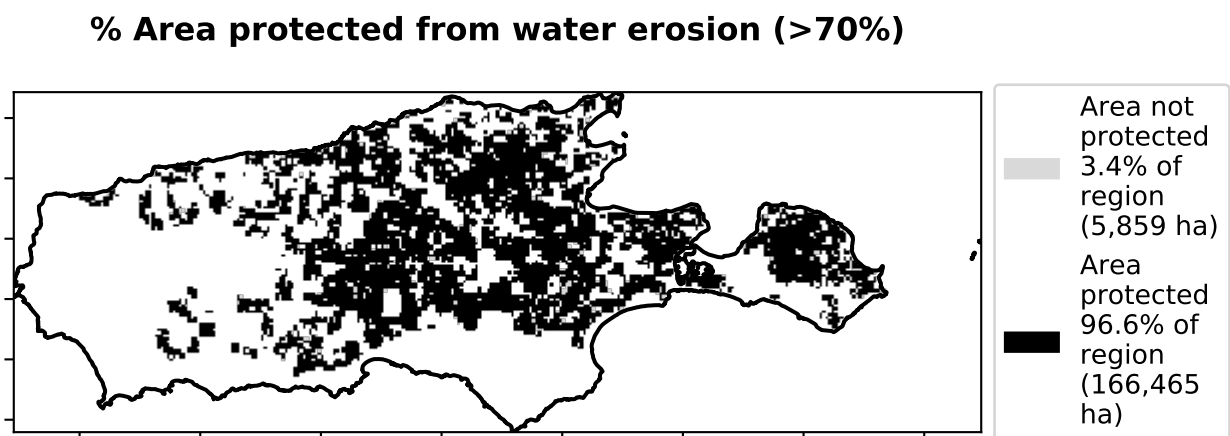 % Area protected from water erosion (>70%)
Area not
protected
3.4% of
region
(5,859 ha)
Area
protected
96.6% of
region
(166,465
ha)